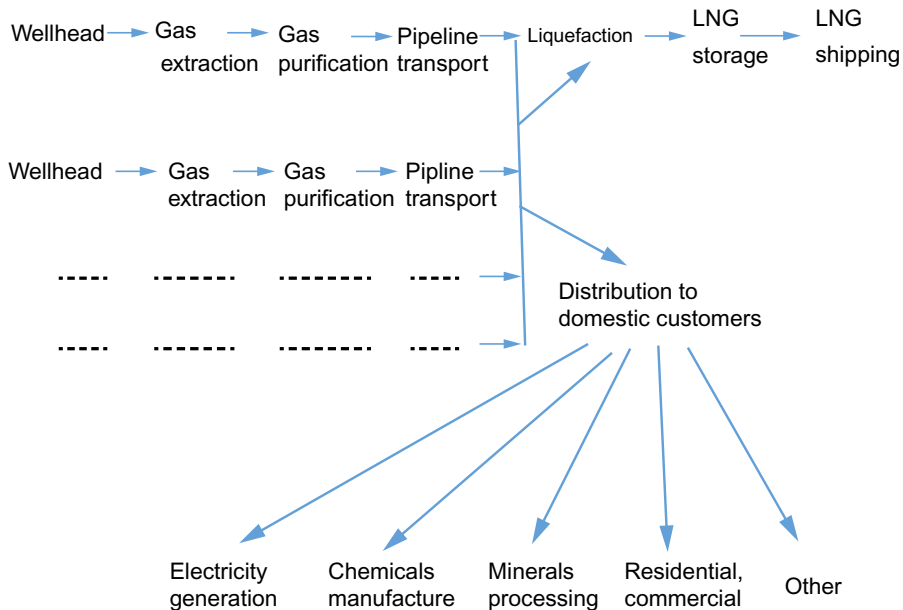 Wellhead
Gas
extraction
Gas
purification
Pipeline
transport
Liquefaction
LNG
storage
LNG
shipping
Wellhead
Gas
extraction
Gas
purification
Pipline
transport
Distribution to
domestic customers
Electricity
generation
Chemicals
manufacture
Minerals
processing
Residential,
commercial
Other